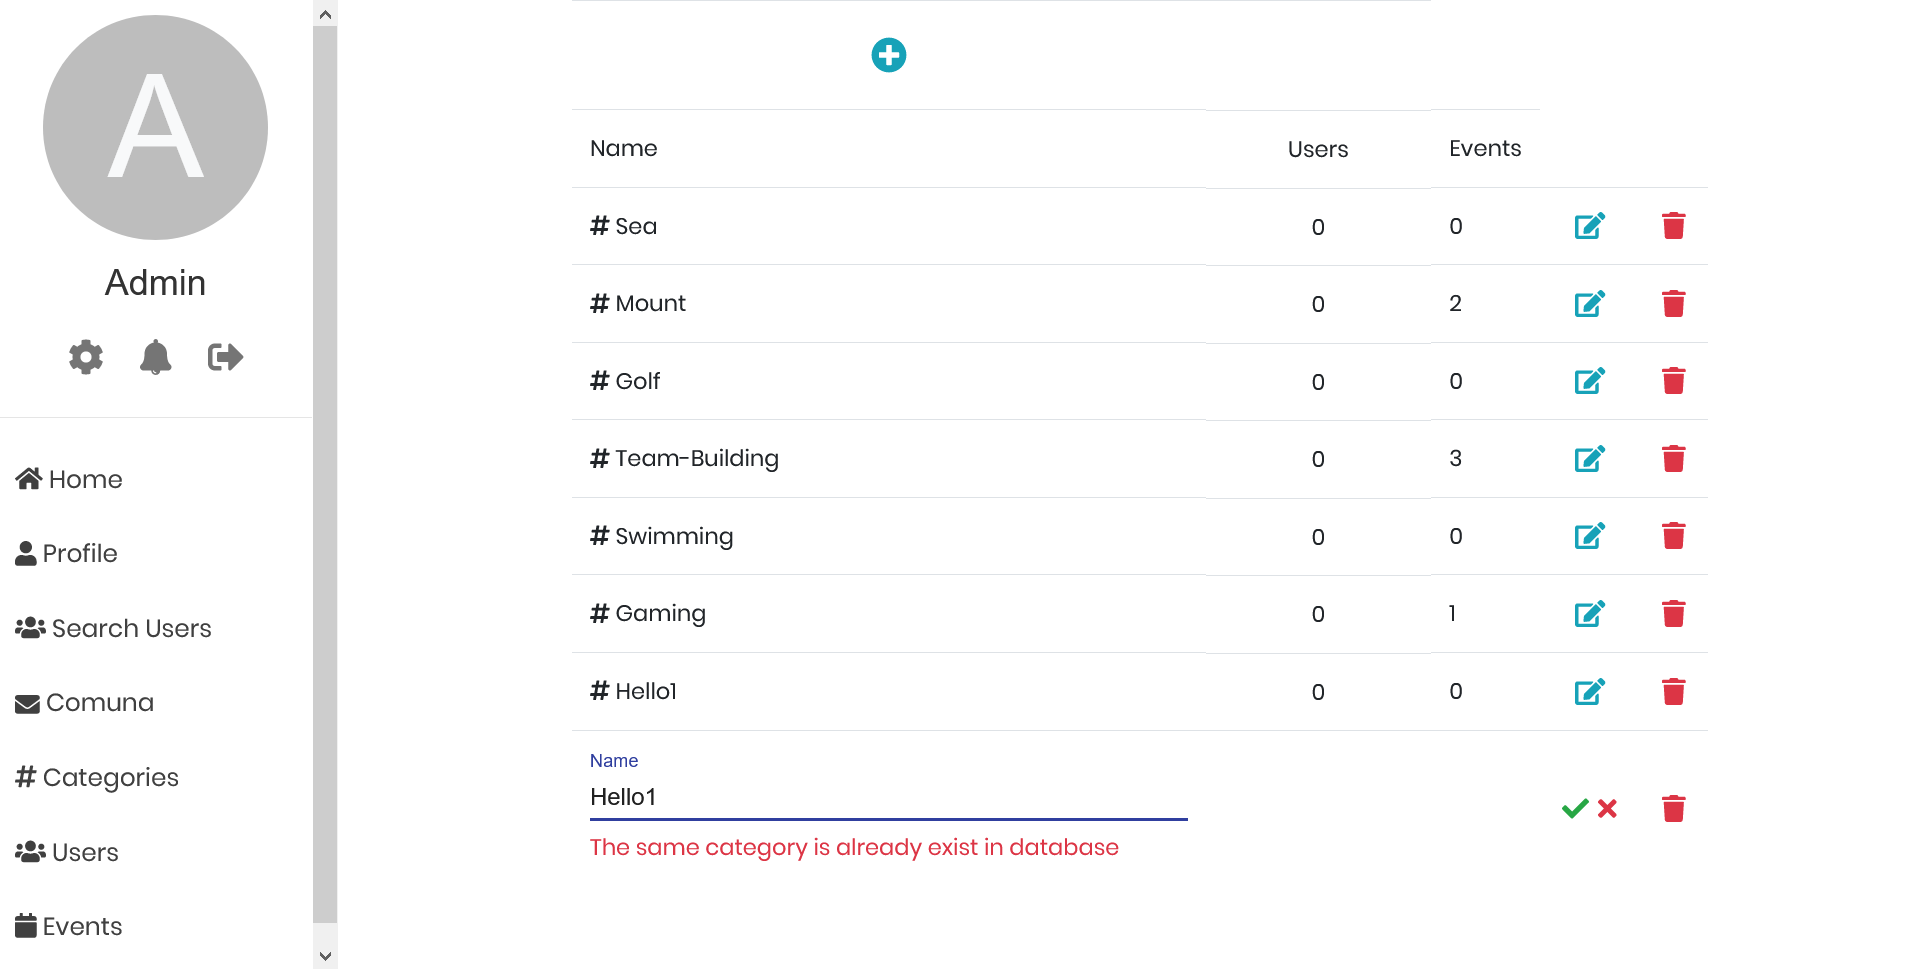 A
Admin
Home
Profile
Search Users
Comuna
# Categories
Users
Events
Name Users Events
# Sea 0 0
# Mount 0 2
# Golf 0 0
# Team-Building 0 3
# Swimming 0 0
# Gaming 0 1
# Hello1 0 0
Name
Hello1
The same category is already exist in database